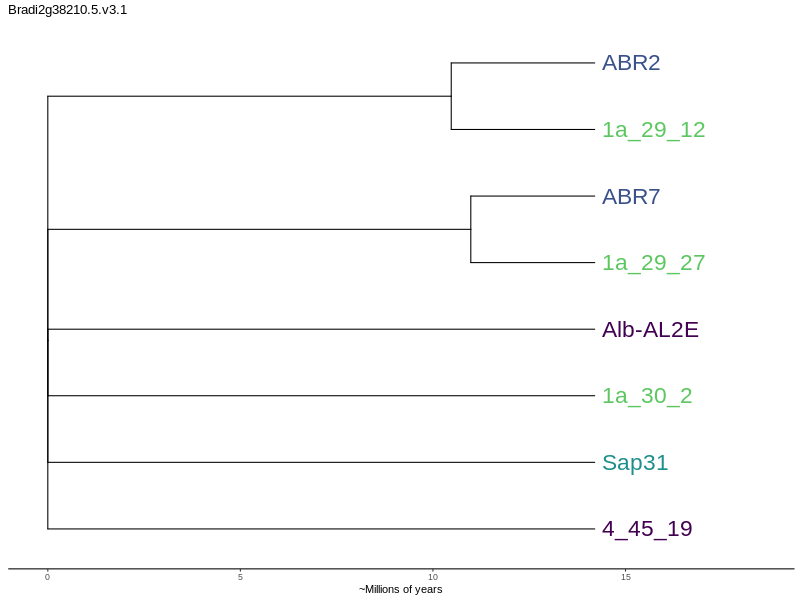 Bradi2g38210.5.v3.1
ABR2
1a_29_12
ABR7
1a_29_27
Alb-AL2E
1a_30_2
Sap31
4_45_19
0 5 10 15
~Millions of years